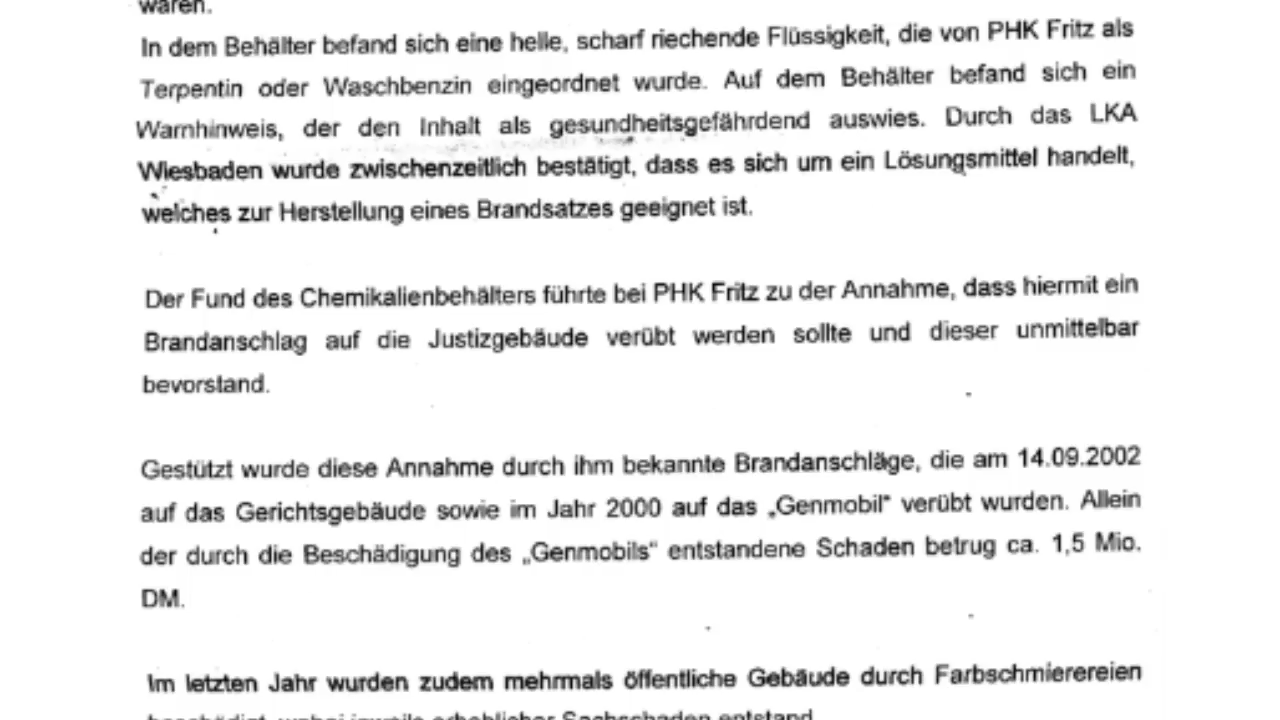 waren.
In dem Behälter befand sich eine helle, scharf riechende Flüssigkeit, die von PHK Fritz als
Terpentin oder Waschbenzin eingeordnet wurde. Auf dem Behälter befand sich ein
Warnhinweis, der den Inhalt als gesundheitsgefährdend auswies. Durch das LKA
Wiesbaden wurde zwischenzeitlich bestätigt, dass es sich um ein Lösungsmittel handelt,
welches zur Herstellung eines Brandsatzes geeignet ist.
Der Fund des Chemikalienbehälters führte bei PHK Fritz zu der Annahme, dass hiermit ein
Brandanschlag auf die Justizgebäude verübt werden sollte und dieser unmittelbar
bevorstand.
Gestützt wurde diese Annahme durch ihm bekannte Brandanschläge, die am 14.09.2002
auf das Gerichtsgebäude sowie im Jahr 2000 auf das „Genmobil“ verübt wurden. Allein
der durch die Beschädigung des „Genmobils“ entstandene Schaden betrug ca. 1,5 Mio.
DM.
Im letzten Jahr wurden zudem mehrmals öffentliche Gebäude durch Farbschmierereien
beschädigt, wobei jeweils erheblicher Sachschaden entstand.